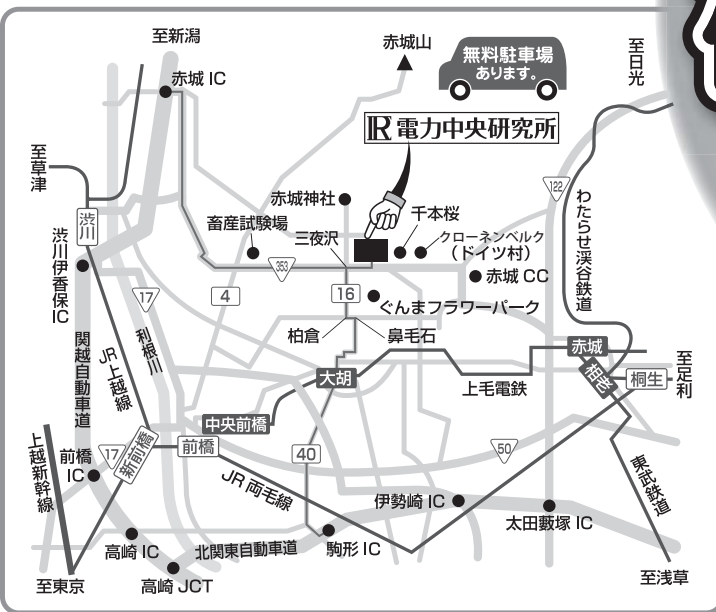 至新潟
赤城山
無料駐車場
あります。
至日光
赤城 IC
電力中央研究所
至草津
122
赤城神社
千本桜
渋川
畜産試験場
三夜沢
クローネンベルク
(ドイツ村)
わたらせ渓谷鉄道
渋川伊香保IC
353
赤城 CC
17
4
16
ぐんまフラワーパーク
関越自動車道
JR上越線
利根川
柏倉
鼻毛石
赤城
至足利
大胡
上毛電鉄
相老
桐生
中央前橋
上越新幹線
前橋IC
17
新前橋
前橋
40
50
東武鉄道
JR両毛線
伊勢崎 IC
太田藪塚 IC
高崎 IC
北関東自動車道
駒形 IC
至東京
高崎 JCT
至浅草